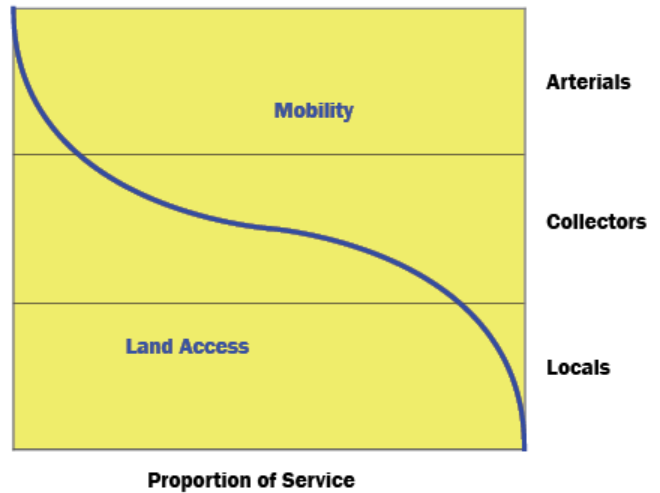 Arterials
Mobility
Collectors
Land Access
Locals
Proportion of Service